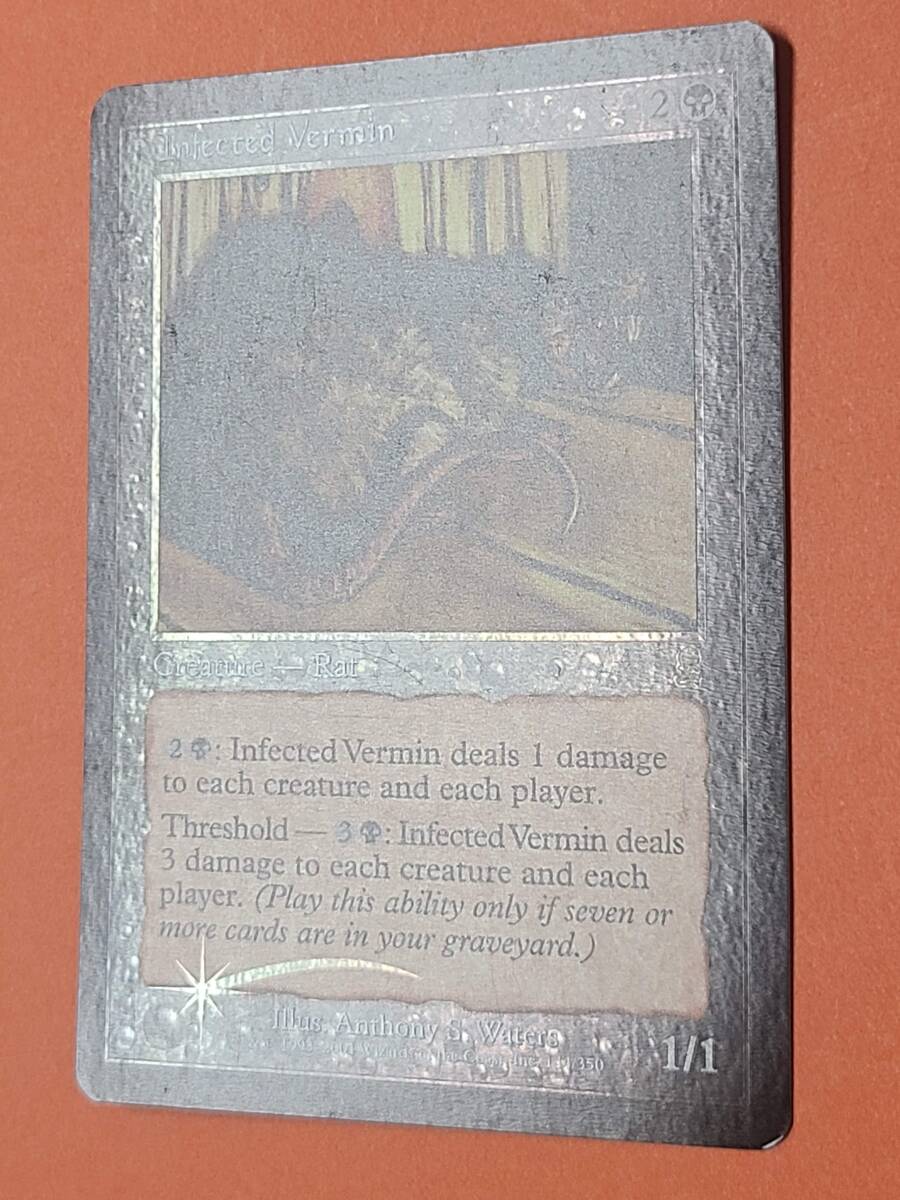 Infected Vermin 2
Creature — Rat
2 : Infected Vermin deals 1 damage
to each creature and each player.
Threshold — 3 : Infected Vermin deals
3 damage to each creature and each
player. (Play this ability only if seven or
more cards are in your graveyard.)
Illus. Anthony S. Waters
/350
1/1